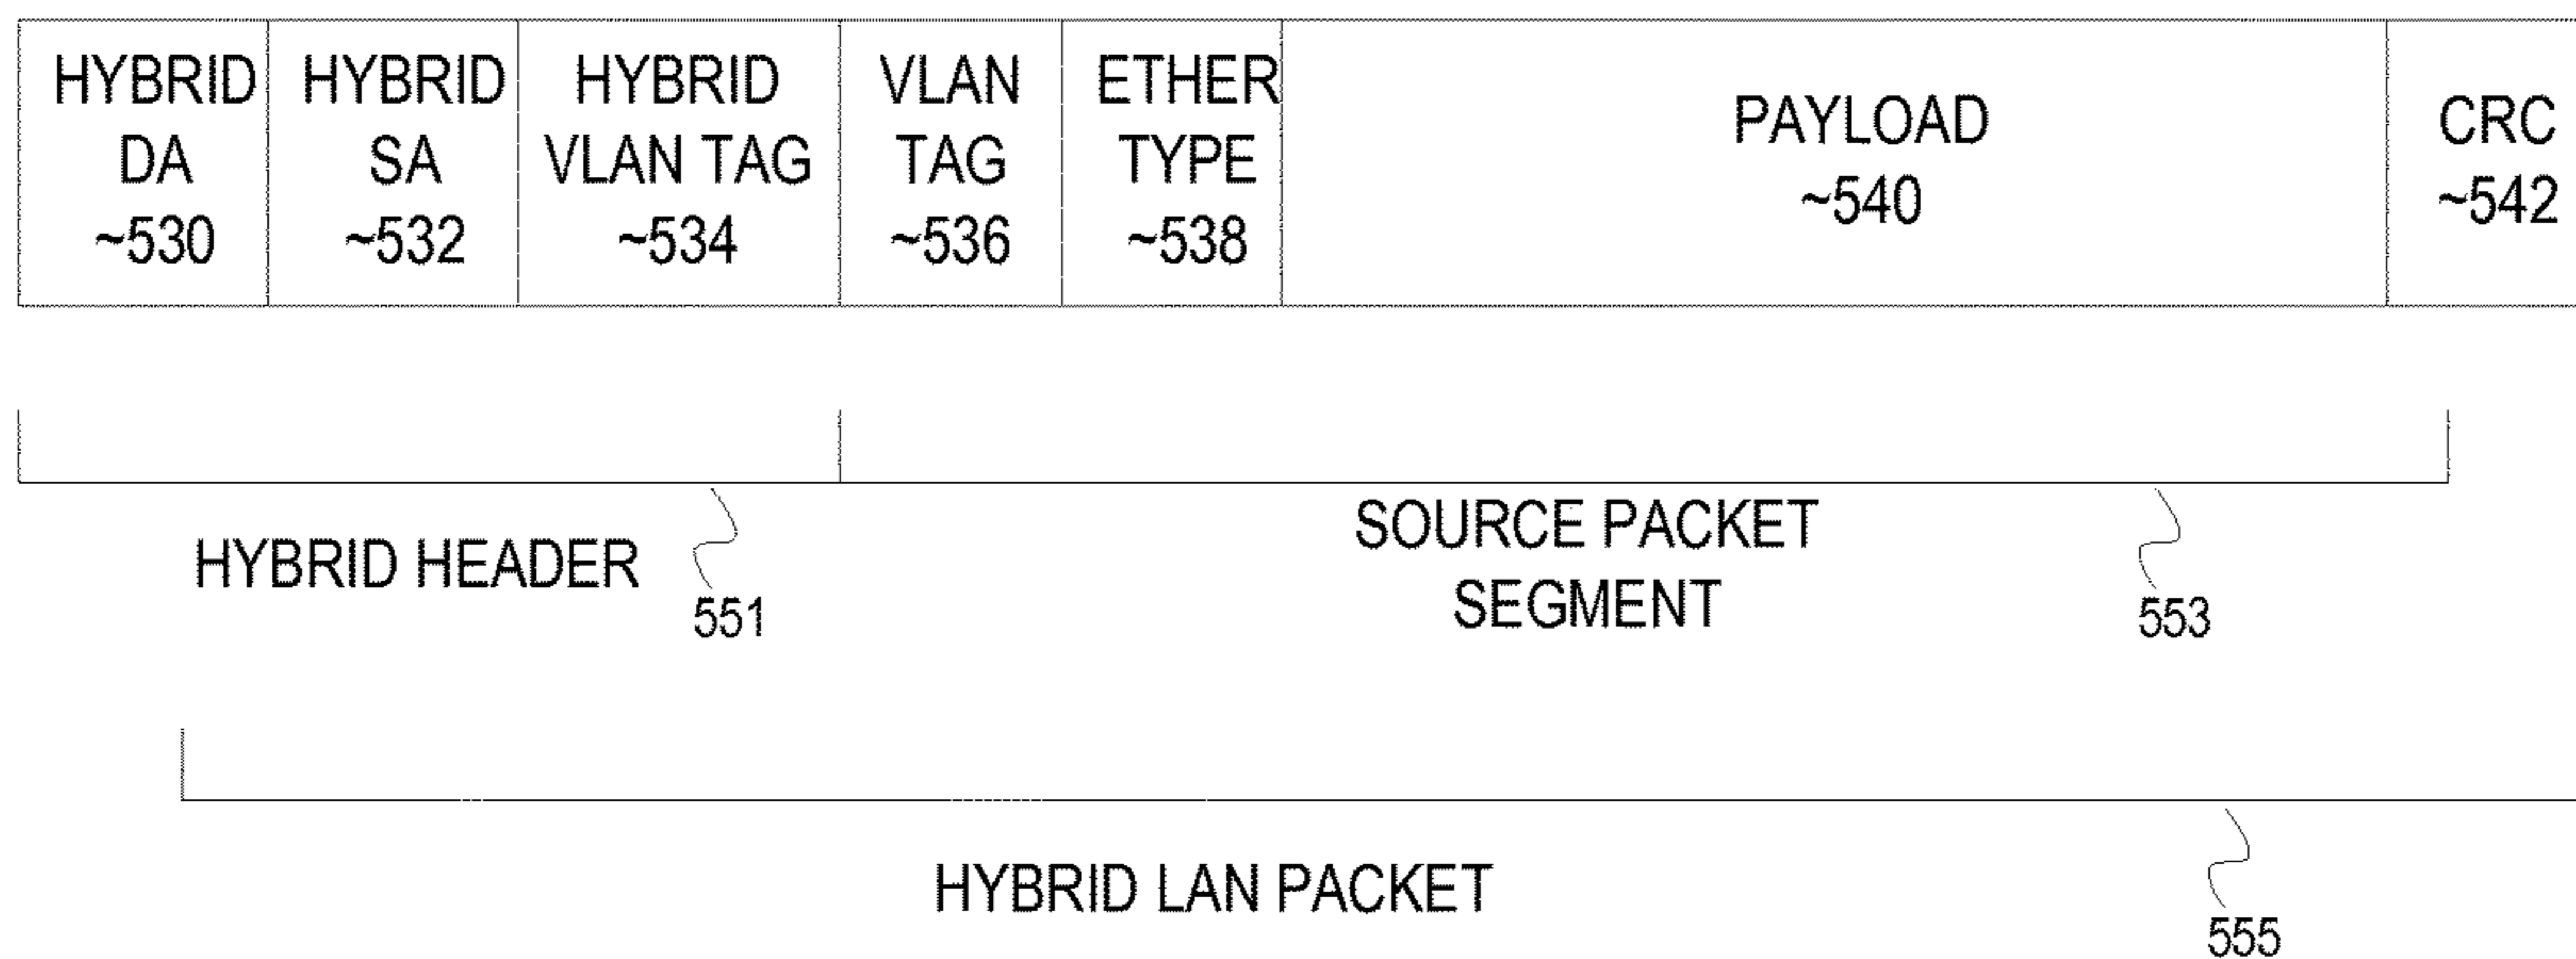 HYBRID
DA
~530
HYBRID
SA
~532
HYBRID
VLAN TAG
~534
VLAN
TAG
~536
ETHER
TYPE
~538
PAYLOAD
~540
CRC
~542
HYBRID HEADER
551
SOURCE PACKET
SEGMENT
553
HYBRID LAN PACKET
555